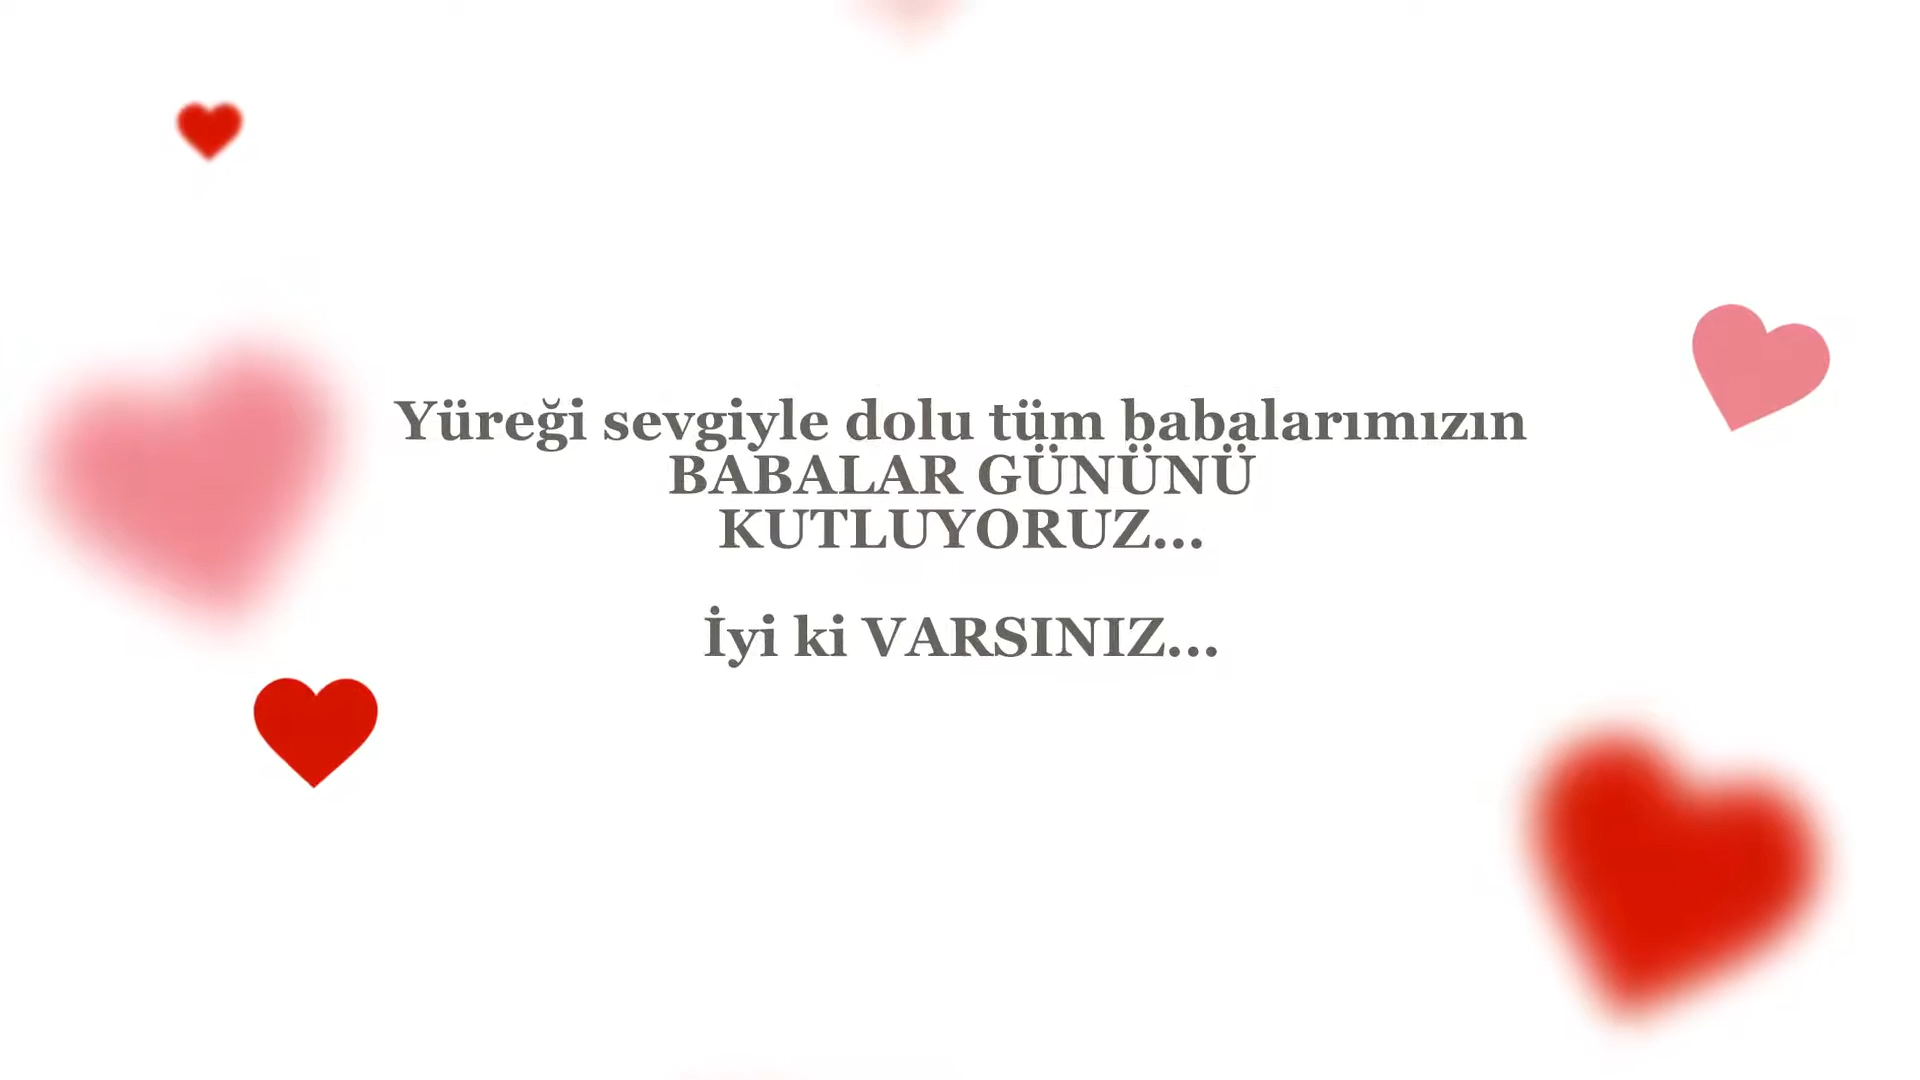 Yüreği sevgiyle dolu tüm babalarımızın
BABALAR GÜNÜNÜ
KUTLUYORUZ...
İyi ki VARSINIZ...